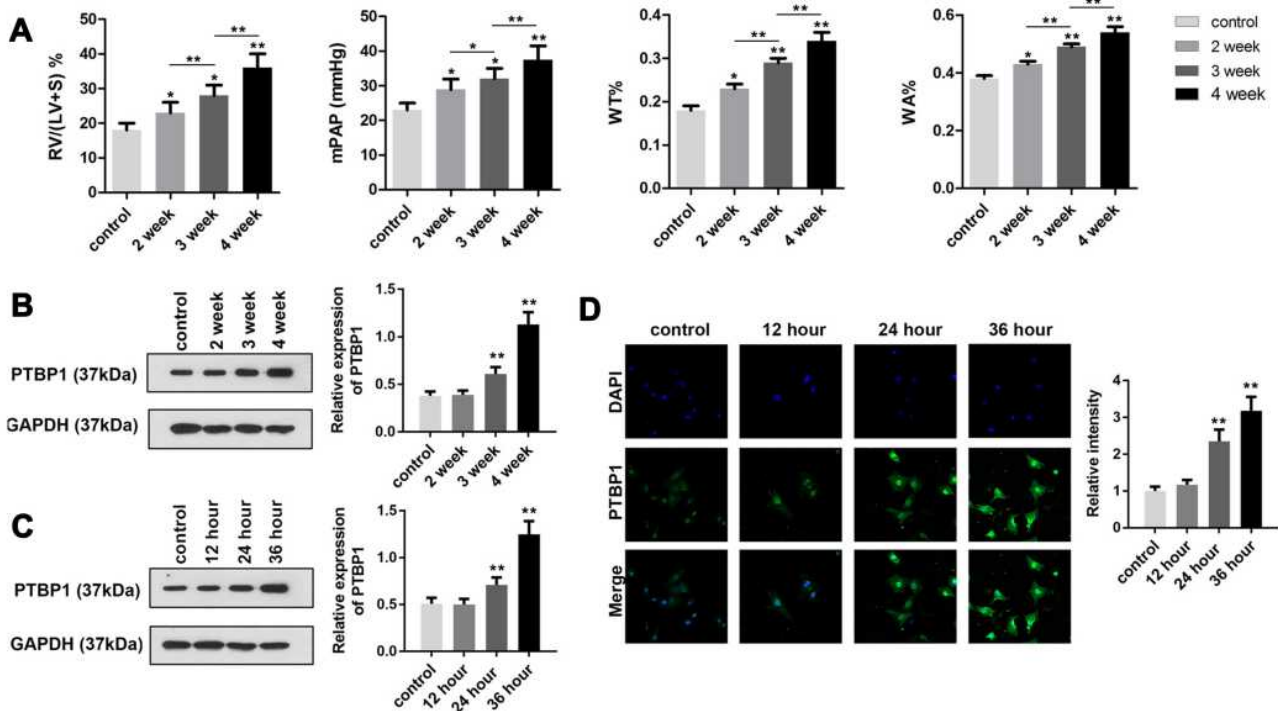 A
RV/(LV+S) %
50
40
30
20
10
0
*
*
**
**
**
control
2 week
3 week
4 week
mPAP (mmHg)
60
40
20
0
*
*
**
*
**
control
2 week
3 week
4 week
WT%
0.4
0.3
0.2
0.1
0.0
*
**
**
**
**
control
2 week
3 week
4 week
WA%
0.6
0.4
0.2
0.0
*
**
**
**
**
control
2 week
3 week
4 week
control
2 week
3 week
4 week
B
control
2 week
3 week
4 week
PTBP1 (37kDa)
GAPDH (37kDa)
Relative expression
of PTBP1
1.5
1.0
0.5
0.0
**
**
control
2 week
3 week
4 week
C
control
12 hour
24 hour
36 hour
PTBP1 (37kDa)
GAPDH (37kDa)
Relative expression
of PTBP1
1.5
1.0
0.5
0.0
**
**
control
12 hour
24 hour
36 hour
D
control
12 hour
24 hour
36 hour
DAPI
PTBP1
Merge
Relative intensity
4
3
2
1
0
**
**
control
12 hour
24 hour
36 hour